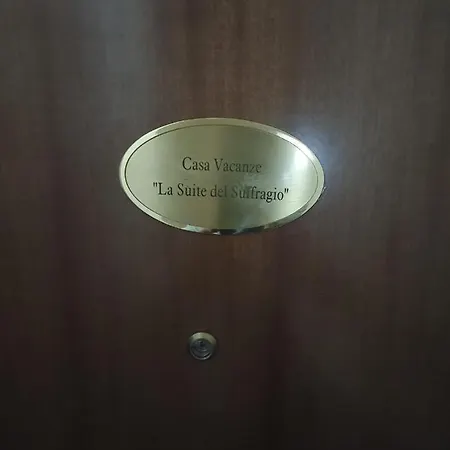 Casa Vacanze
"La Suite del Suffragio"